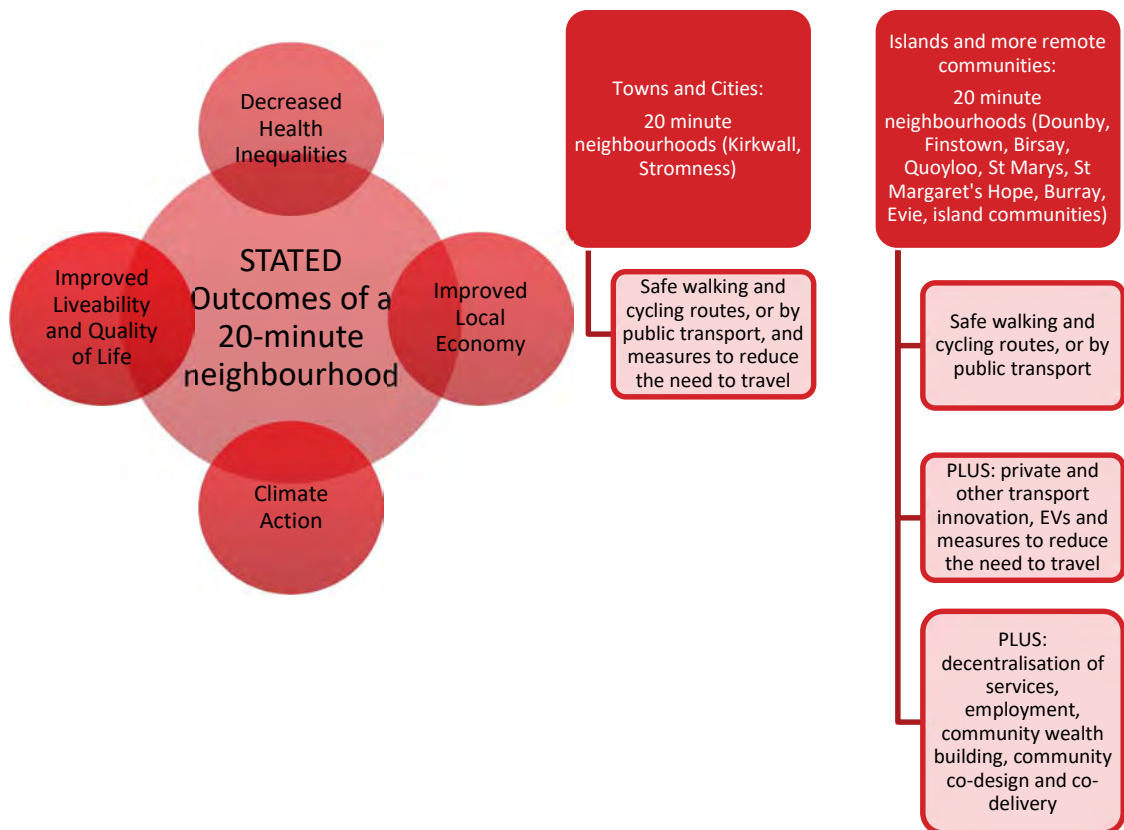 Decreased
Health
Inequalities
Improved
Liveability
and Quality
of Life
STATED
Outcomes of a
20-minute
neighbourhood
Improved
Local
Economy
Climate
Action
Towns and Cities:
20 minute
neighbourhoods (Kirkwall,
Stromness)
Safe walking and
cycling routes, or by
public transport, and
measures to reduce
the need to travel
Islands and more remote
communities:
20 minute
neighbourhoods (Dounby,
Finstown, Birsay,
Quoyloo, St Marys, St
Margaret's Hope, Burray,
Evie, island communities)
Safe walking and
cycling routes, or by
public transport
PLUS: private and
other transport
innovation, EVs and
measures to reduce
the need to travel
PLUS:
decentralisation of
services,
employment,
community wealth
building, community
co-design and co-
delivery